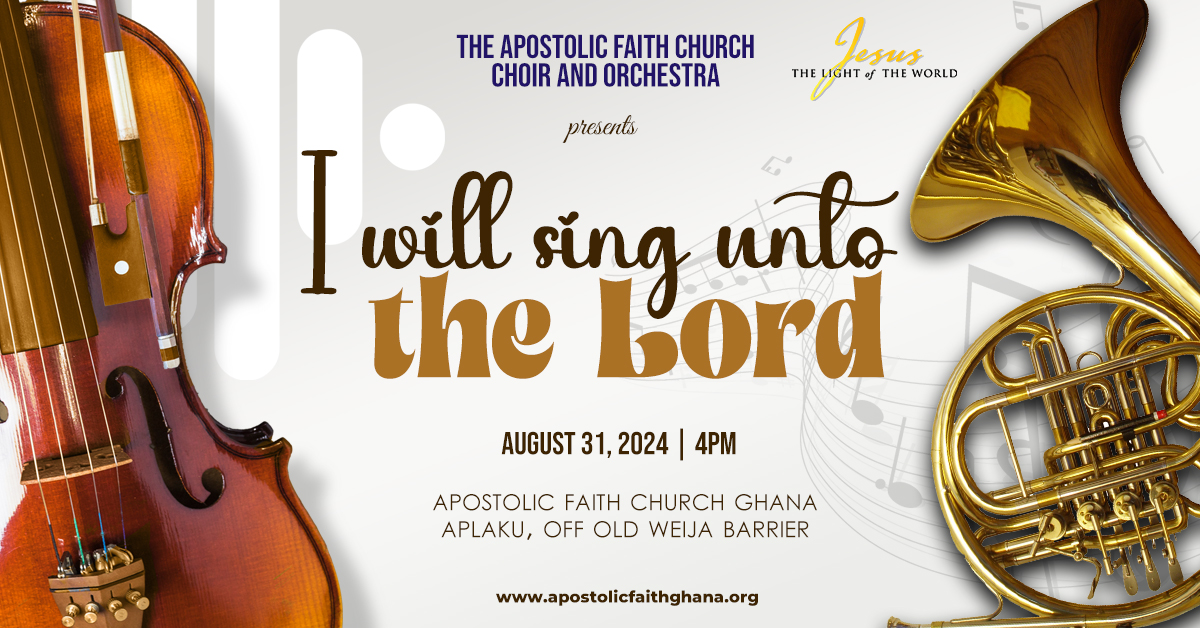 THE APOSTOLIC FAITH CHURCH
CHOIR AND ORCHESTRA
Jesus
THE LIGHT of THE WORLD
presents
I will sing unto
the Lord
AUGUST 31, 2024 | 4PM
APOSTOLIC FAITH CHURCH GHANA
APLAKU, OFF OLD WEIJA BARRIER
www.apostolicfaithghana.org